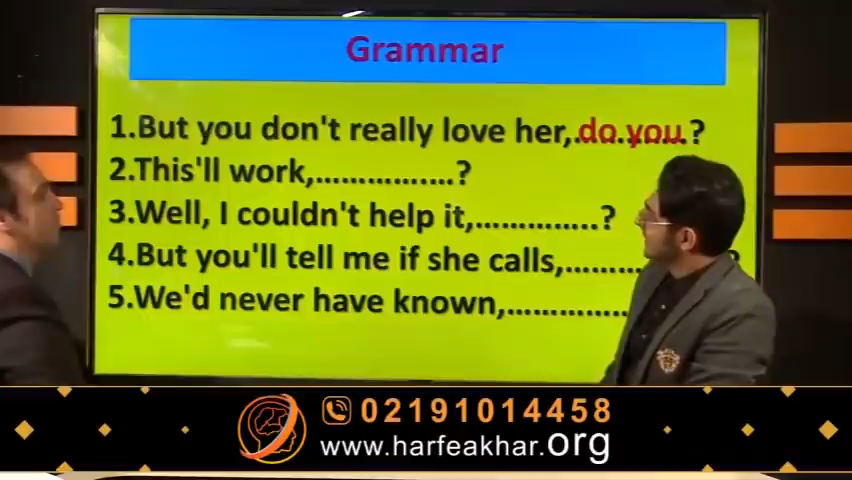 Grammar
1.But you don't really love her,..do you.?
2.This'll work,................?
3.Well, I couldn't help it,..............?
4.But you'll tell me if she calls,.........?
5.We'd never have known,..............
02191014458
www.harfeakhar.org